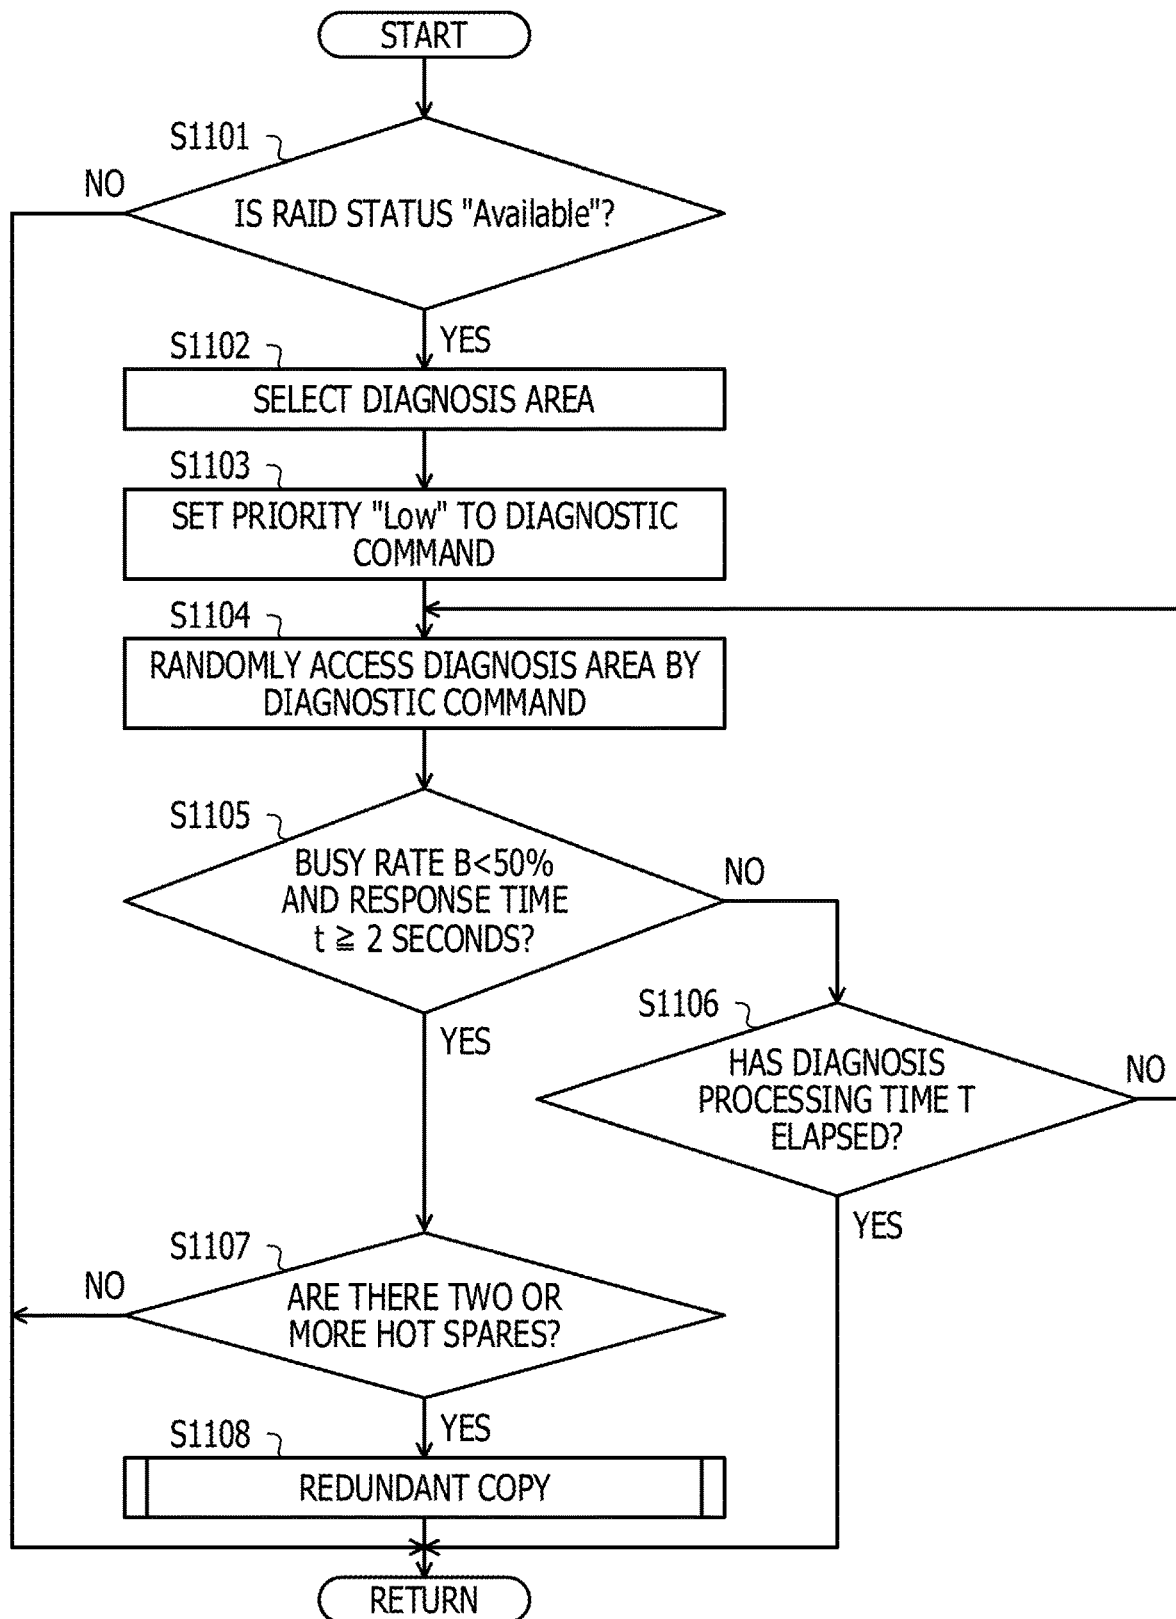 START
S1101
NO
IS RAID STATUS "Available"?
YES
S1102
SELECT DIAGNOSIS AREA
S1103
SET PRIORITY "Low" TO DIAGNOSTIC
COMMAND
S1104
RANDOMLY ACCESS DIAGNOSIS AREA BY
DIAGNOSTIC COMMAND
S1105
BUSY RATE B<50%
AND RESPONSE TIME
t ≧ 2 SECONDS?
NO
YES
S1106
HAS DIAGNOSIS
PROCESSING TIME T
ELAPSED?
NO
YES
S1107
NO
ARE THERE TWO OR
MORE HOT SPARES?
YES
S1108
REDUNDANT COPY
RETURN